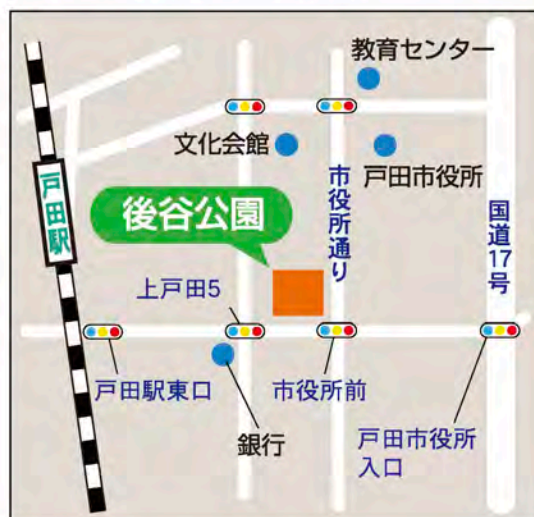 教育センター
文化会館
戸田市役所
戸田駅
後谷公園
市役所通り
国道17号
上戸田5
戸田駅東口
市役所前
銀行
戸田市役所
入口